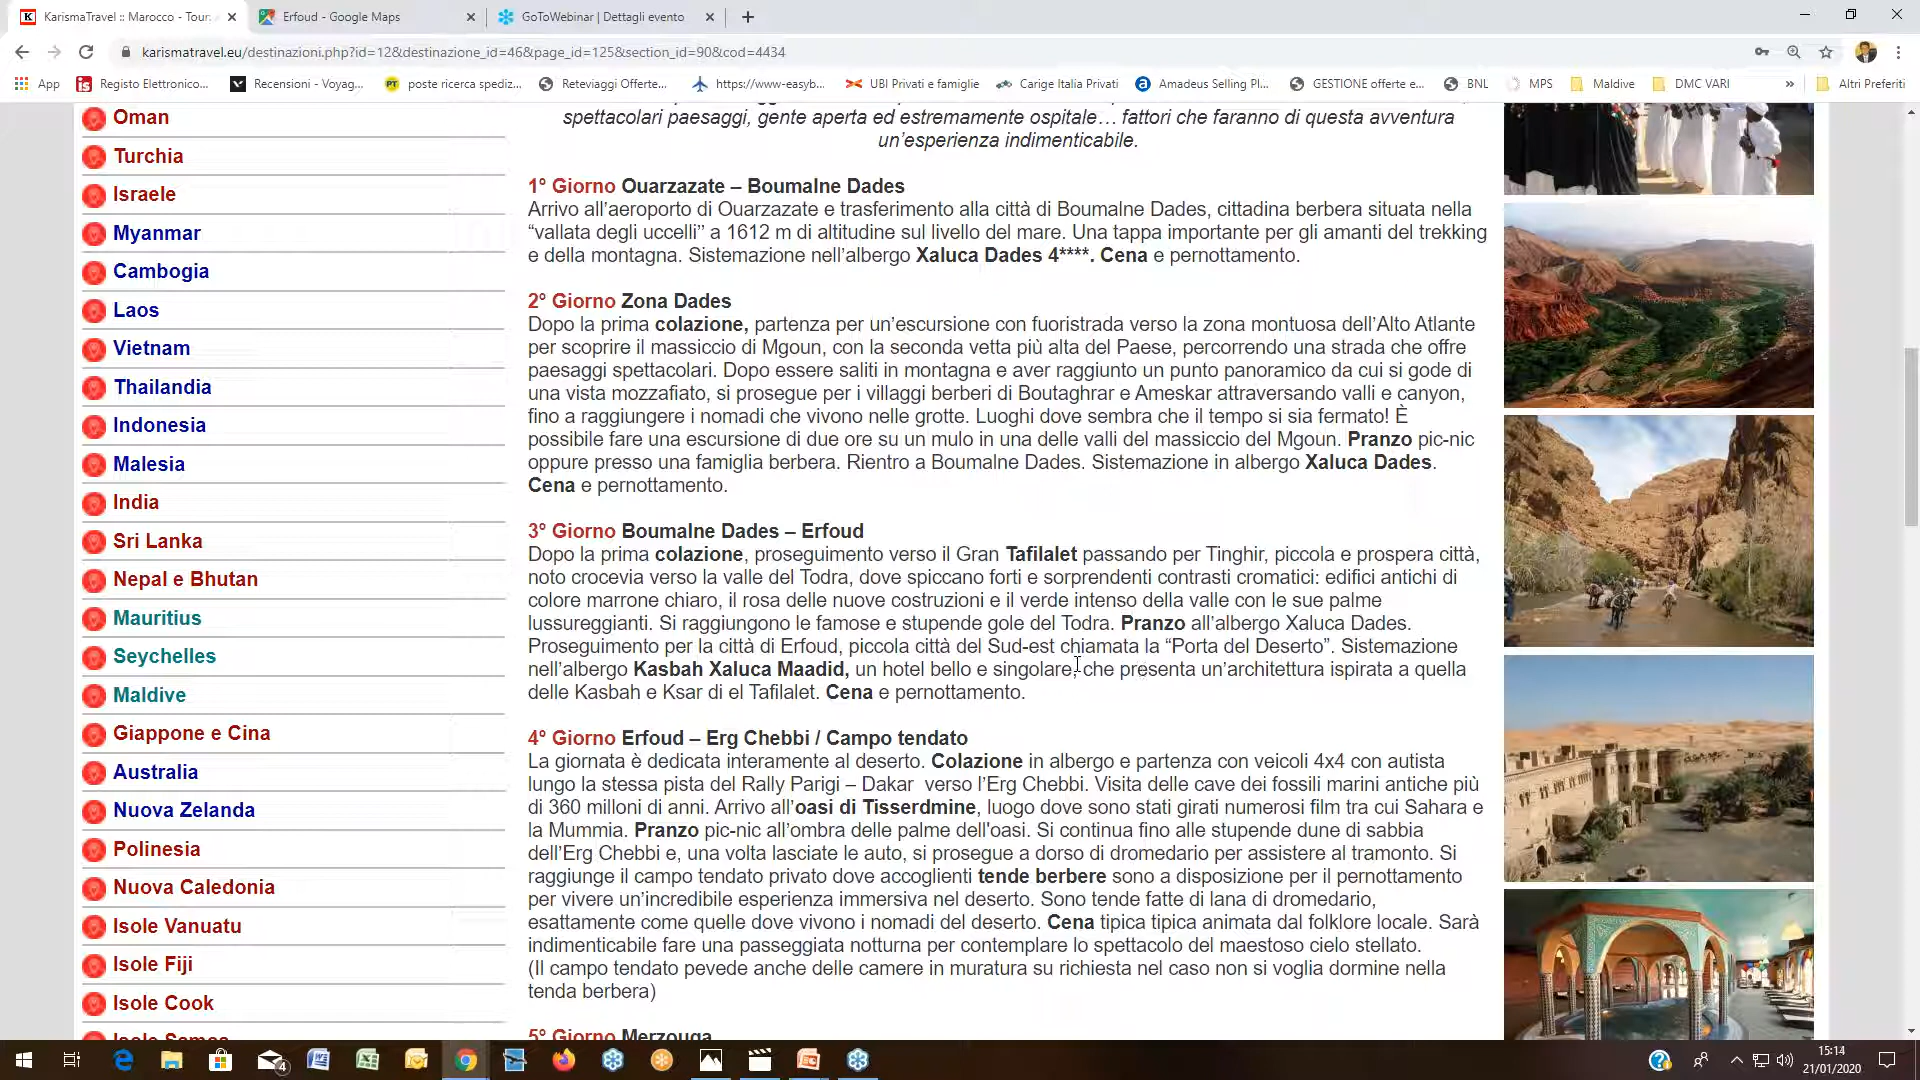 KarismaTravel :: Marocco - Tour:
Erfoud - Google Maps
GoToWebinar | Dettagli evento
karismatravel.eu/destinazioni.php?id=12&destinazione_id=46&page_id=125&section_id=90&cod=4434
App
Registo Elettronico...
Recensioni - Voyag...
poste ricerca spediz...
Reteviaggi Offerte...
https://www-easyb...
UBI Privati e famiglie
Carige Italia Privati
Amadeus Selling Pl...
GESTIONE offerte e...
BNL
MPS
Maldive
DMC VARI
»
Altri Preferiti
Oman
Turchia
Israele
Myanmar
Cambogia
Laos
Vietnam
Thailandia
Indonesia
Malesia
India
Sri Lanka
Nepal e Bhutan
Mauritius
Seychelles
Maldive
Giappone e Cina
Australia
Nuova Zelanda
Polinesia
Nuova Caledonia
Isole Vanuatu
Isole Fiji
Isole Cook
spettacolari paesaggi, gente aperta ed estremamente ospitale… fattori che faranno di questa avventura
un’esperienza indimenticabile.
1° Giorno Ouarzazate – Boumalne Dades
Arrivo all’aeroporto di Ouarzazate e trasferimento alla città di Boumalne Dades, cittadina berbera situata nella
“vallata degli uccelli” a 1612 m di altitudine sul livello del mare. Una tappa importante per gli amanti del trekking
e della montagna. Sistemazione nell’albergo Xaluca Dades 4****. Cena e pernottamento.
2° Giorno Zona Dades
Dopo la prima colazione, partenza per un’escursione con fuoristrada verso la zona montuosa dell’Alto Atlante
per scoprire il massiccio di Mgoun, con la seconda vetta più alta del Paese, percorrendo una strada che offre
paesaggi spettacolari. Dopo essere saliti in montagna e aver raggiunto un punto panoramico da cui si gode di
una vista mozzafiato, si prosegue per i villaggi berberi di Boutaghrar e Ameskar attraversando valli e canyon,
fino a raggiungere i nomadi che vivono nelle grotte. Luoghi dove sembra che il tempo si sia fermato! È
possibile fare una escursione di due ore su un mulo in una delle valli del massiccio del Mgoun. Pranzo pic-nic
oppure presso una famiglia berbera. Rientro a Boumalne Dades. Sistemazione in albergo Xaluca Dades.
Cena e pernottamento.
3° Giorno Boumalne Dades – Erfoud
Dopo la prima colazione, proseguimento verso il Gran Tafilalet passando per Tinghir, piccola e prospera città,
noto crocevia verso la valle del Todra, dove spiccano forti e sorprendenti contrasti cromatici: edifici antichi di
colore marrone chiaro, il rosa delle nuove costruzioni e il verde intenso della valle con le sue palme
lussureggianti. Si raggiungono le famose e stupende gole del Todra. Pranzo all’albergo Xaluca Dades.
Proseguimento per la città di Erfoud, piccola città del Sud-est chiamata la “Porta del Deserto”. Sistemazione
nell’albergo Kasbah Xaluca Maadid, un hotel bello e singolare, che presenta un’architettura ispirata a quella
delle Kasbah e Ksar di el Tafilalet. Cena e pernottamento.
4° Giorno Erfoud – Erg Chebbi / Campo tendato
La giornata è dedicata interamente al deserto. Colazione in albergo e partenza con veicoli 4x4 con autista
lungo la stessa pista del Rally Parigi – Dakar verso l’Erg Chebbi. Visita delle cave dei fossili marini antiche più
di 360 milloni di anni. Arrivo all’oasi di Tisserdmine, luogo dove sono stati girati numerosi film tra cui Sahara e
la Mummia. Pranzo pic-nic all’ombra delle palme dell'oasi. Si continua fino alle stupende dune di sabbia
dell’Erg Chebbi e, una volta lasciate le auto, si prosegue a dorso di dromedario per assistere al tramonto. Si
raggiunge il campo tendato privato dove accoglienti tende berbere sono a disposizione per il pernottamento
per vivere un’incredibile esperienza immersiva nel deserto. Sono tende fatte di lana di dromedario,
esattamente come quelle dove vivono i nomadi del deserto. Cena tipica tipica animata dal folklore locale. Sarà
indimenticabile fare una passeggiata notturna per contemplare lo spettacolo del maestoso cielo stellato.
(Il campo tendato pevede anche delle camere in muratura su richiesta nel caso non si voglia dormine nella
tenda berbera)
5° Giorno Merzouga
4
15:14
21/01/2020